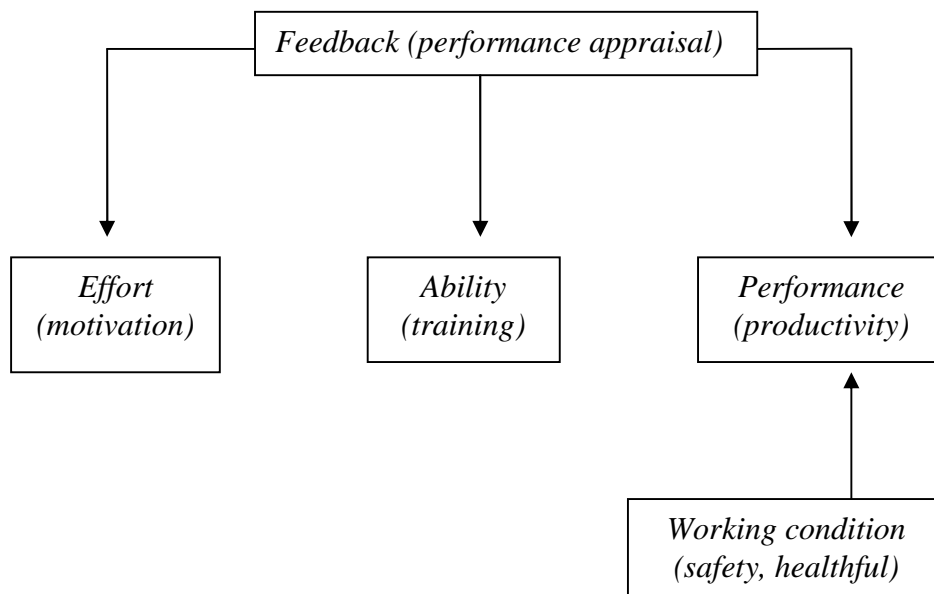 Feedback (performance appraisal)
Effort
(motivation)
Ability
(training)
Performance
(productivity)
Working condition
(safety, healthful)